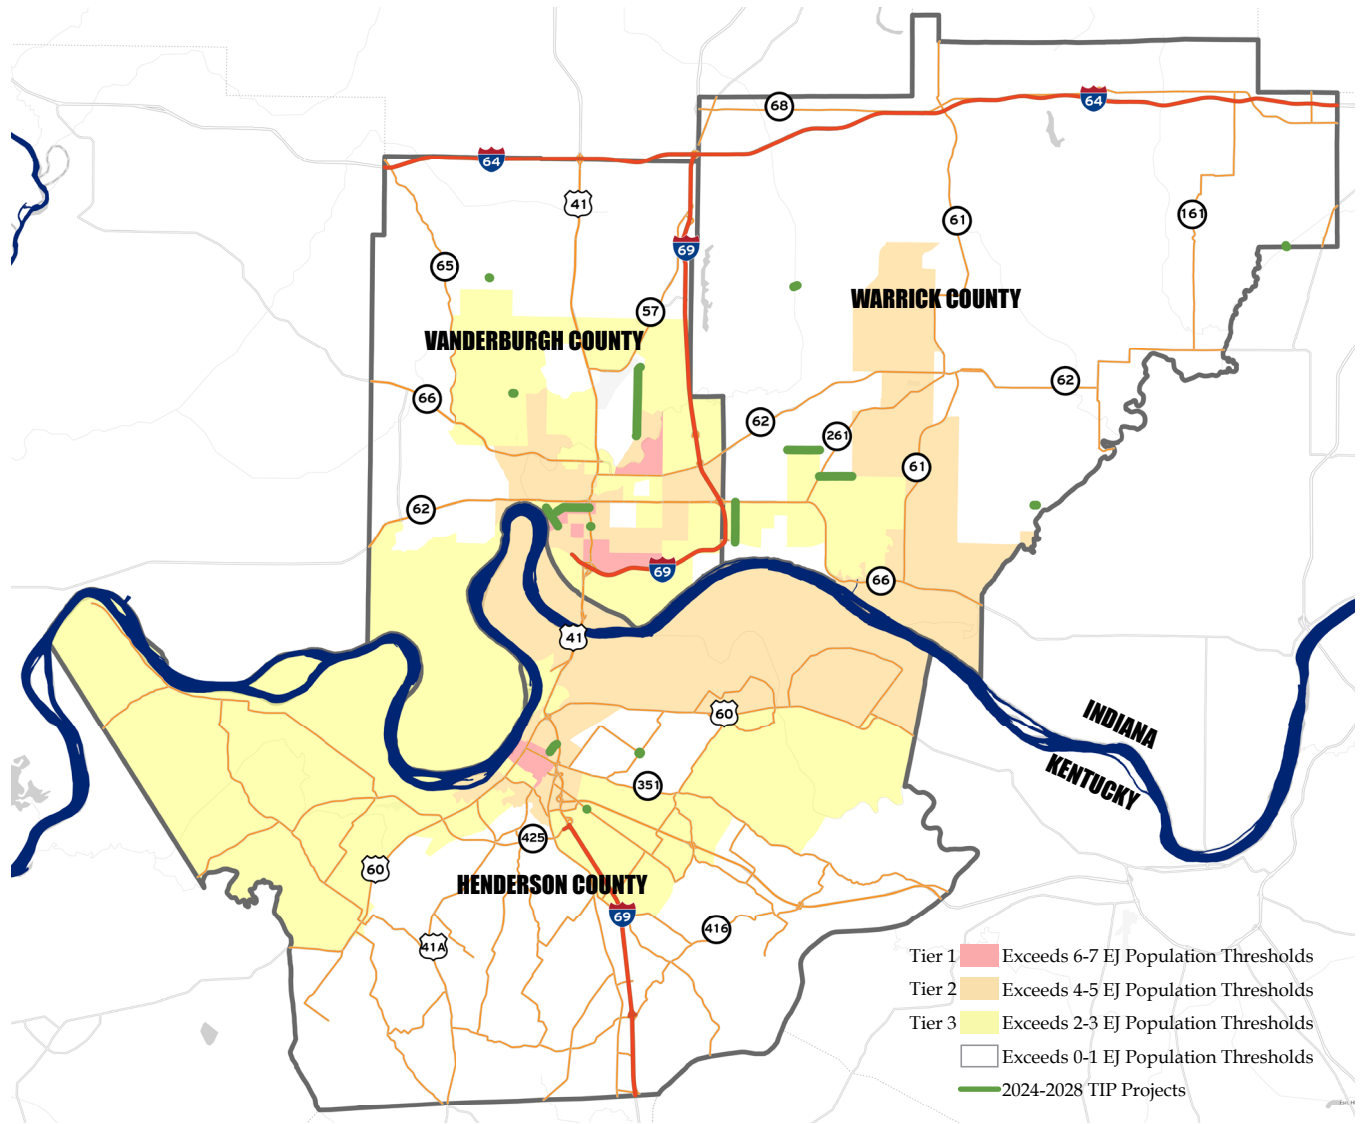 68
64
64
41
61
161
69
65
57
WARRICK COUNTY
VANDERBURGH COUNTY
62
66
62
261
61
62
69
66
41
60
INDIANA
KENTUCKY
351
425
60
HENDERSON COUNTY
69
416
41A
Tier 1 Exceeds 6-7 EJ Population Thresholds
Tier 2 Exceeds 4-5 EJ Population Thresholds
Tier 3 Exceeds 2-3 EJ Population Thresholds
Exceeds 0-1 EJ Population Thresholds
2024-2028 TIP Projects